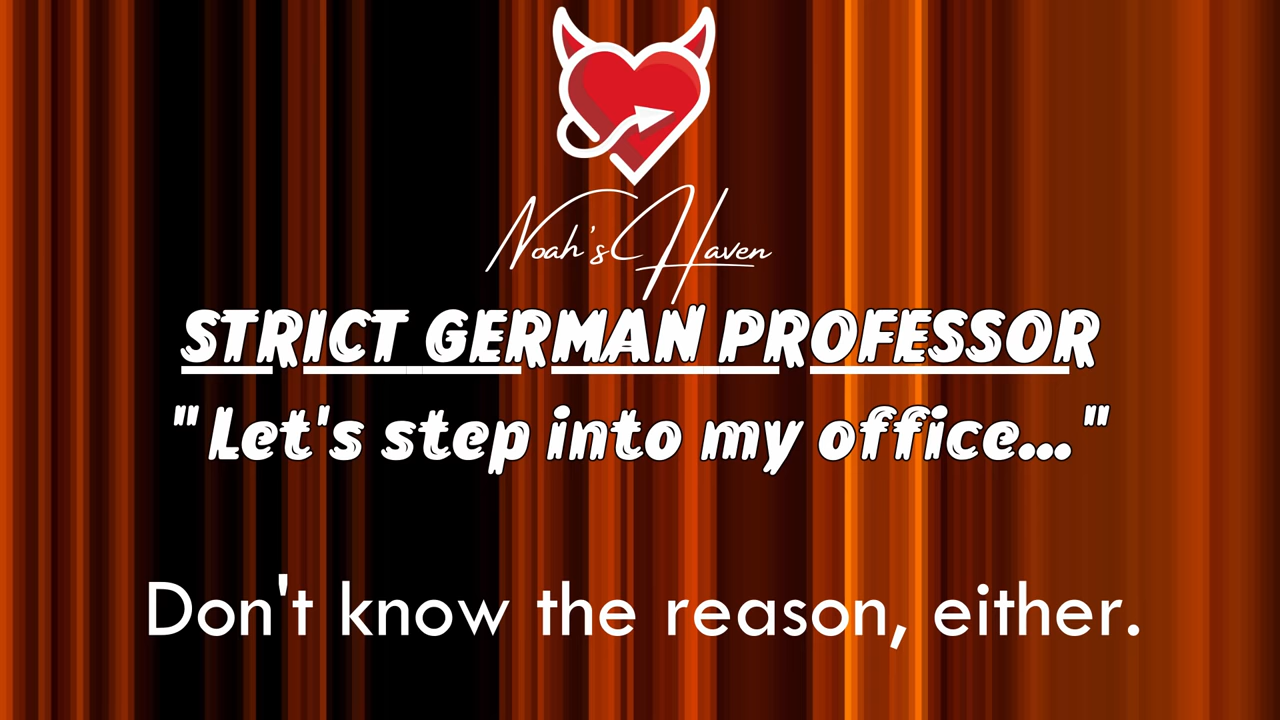 Noah's Haven
STRICT GERMAN PROFESSOR
"Let's step into my office..."
Don't know the reason, either.